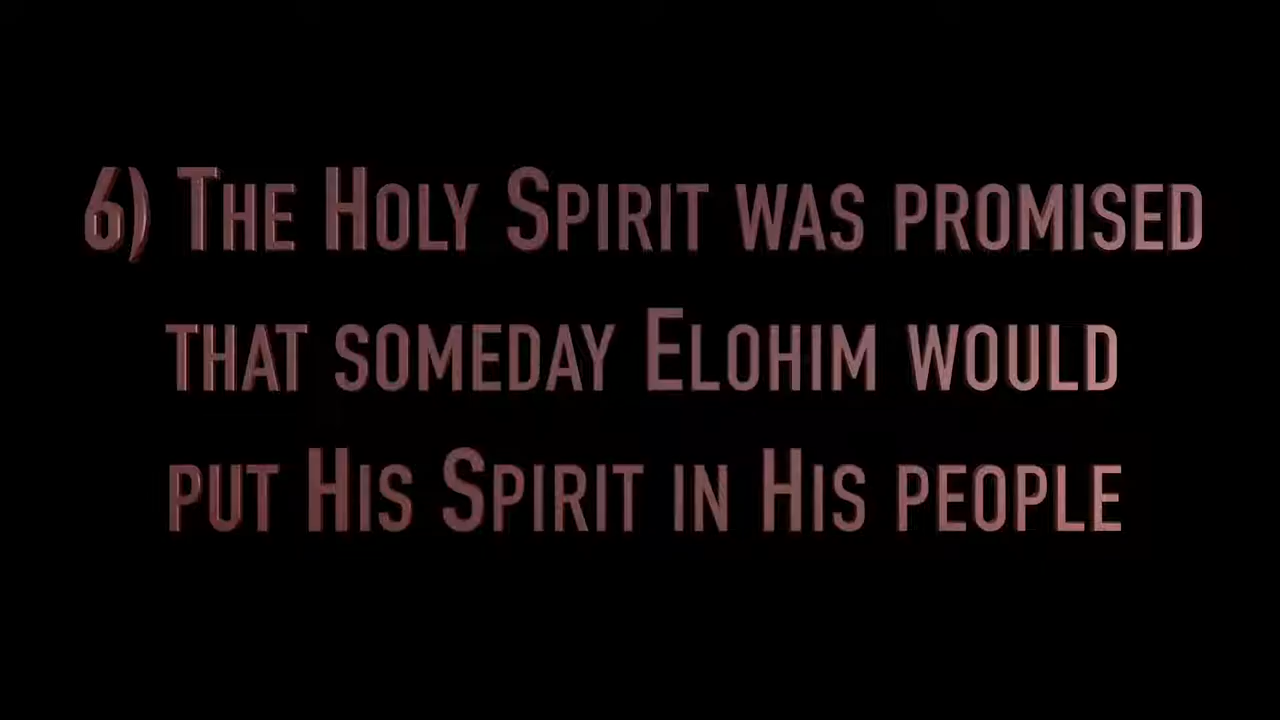 6) The Holy Spirit was promised
that someday Elohim would
put His Spirit in His people